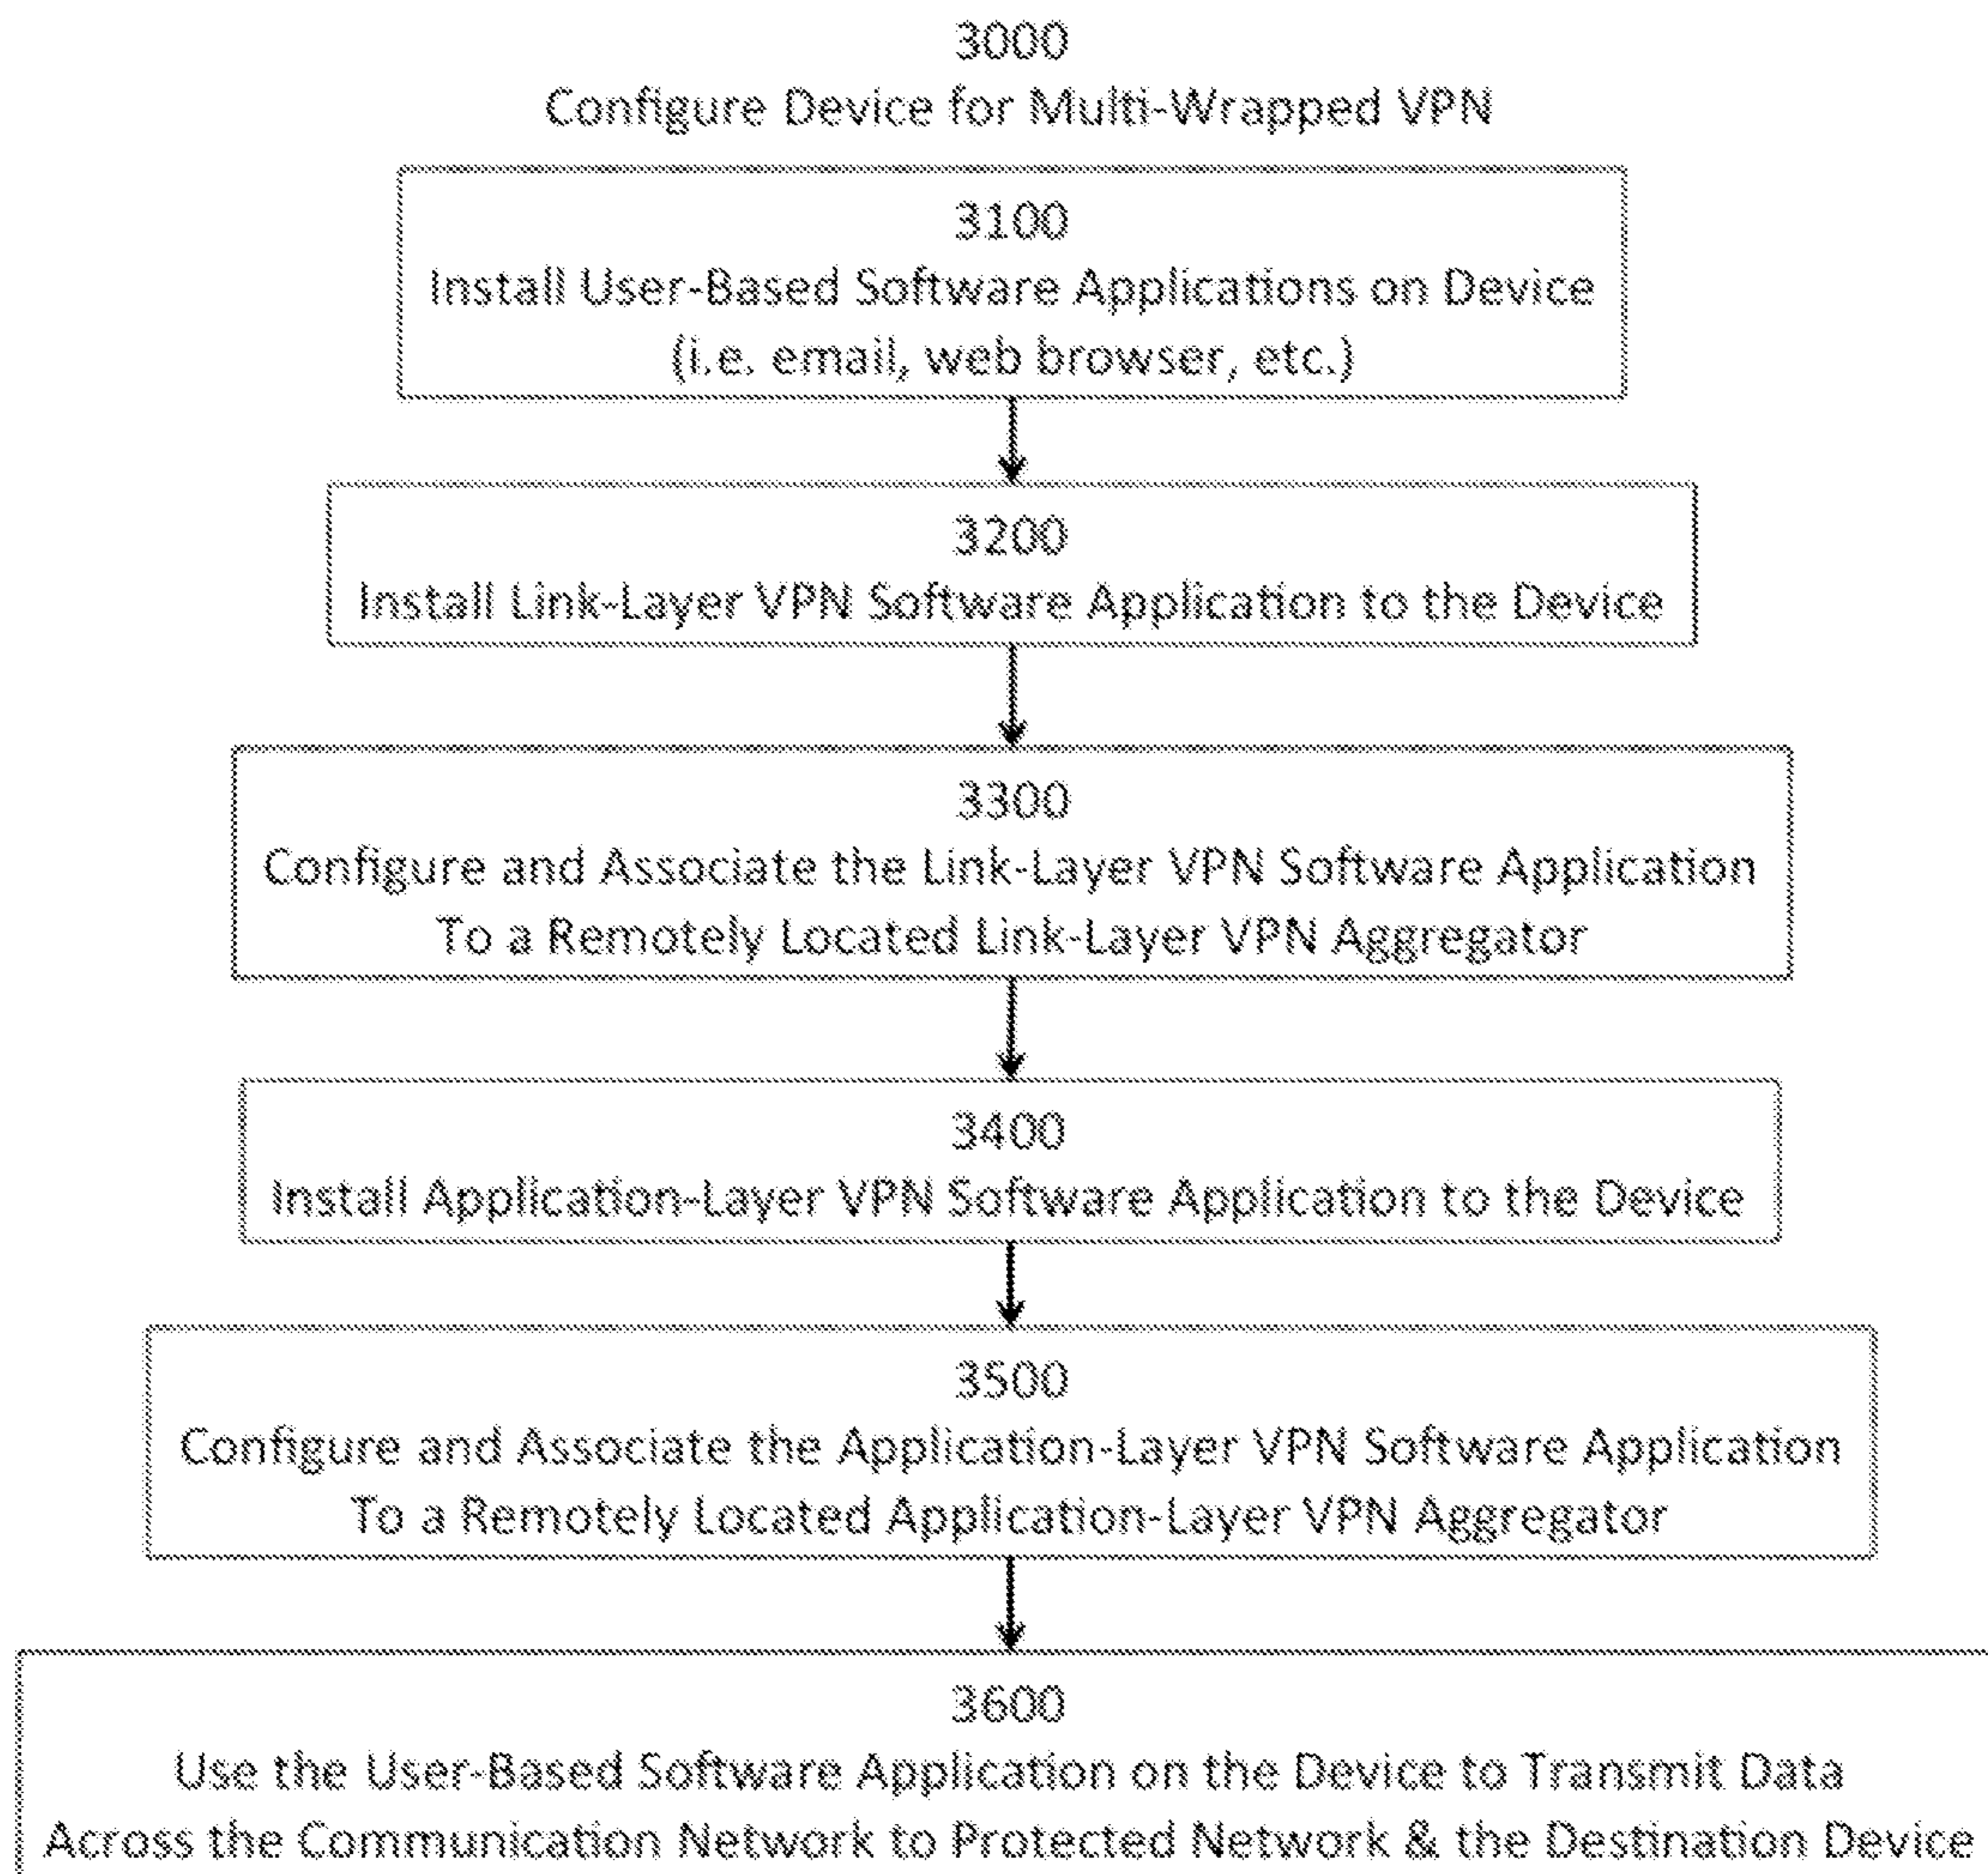 3000
Configure Device for Multi-Wrapped VPN
3100
Install User-Based Software Applications on Device
(i.e. email, web browser, etc.)
3200
Install Link-Layer VPN Software Application to the Device
3300
Configure and Associate the Link-Layer VPN Software Application
To a Remotely Located Link-Layer VPN Aggregator
3400
Install Application-Layer VPN Software Application to the Device
3500
Configure and Associate the Application-Layer VPN Software Application
To a Remotely Located Application-Layer VPN Aggregator
3600
Use the User-Based Software Application on the Device to Transmit Data
Across the Communication Network to Protected Network & the Destination Device